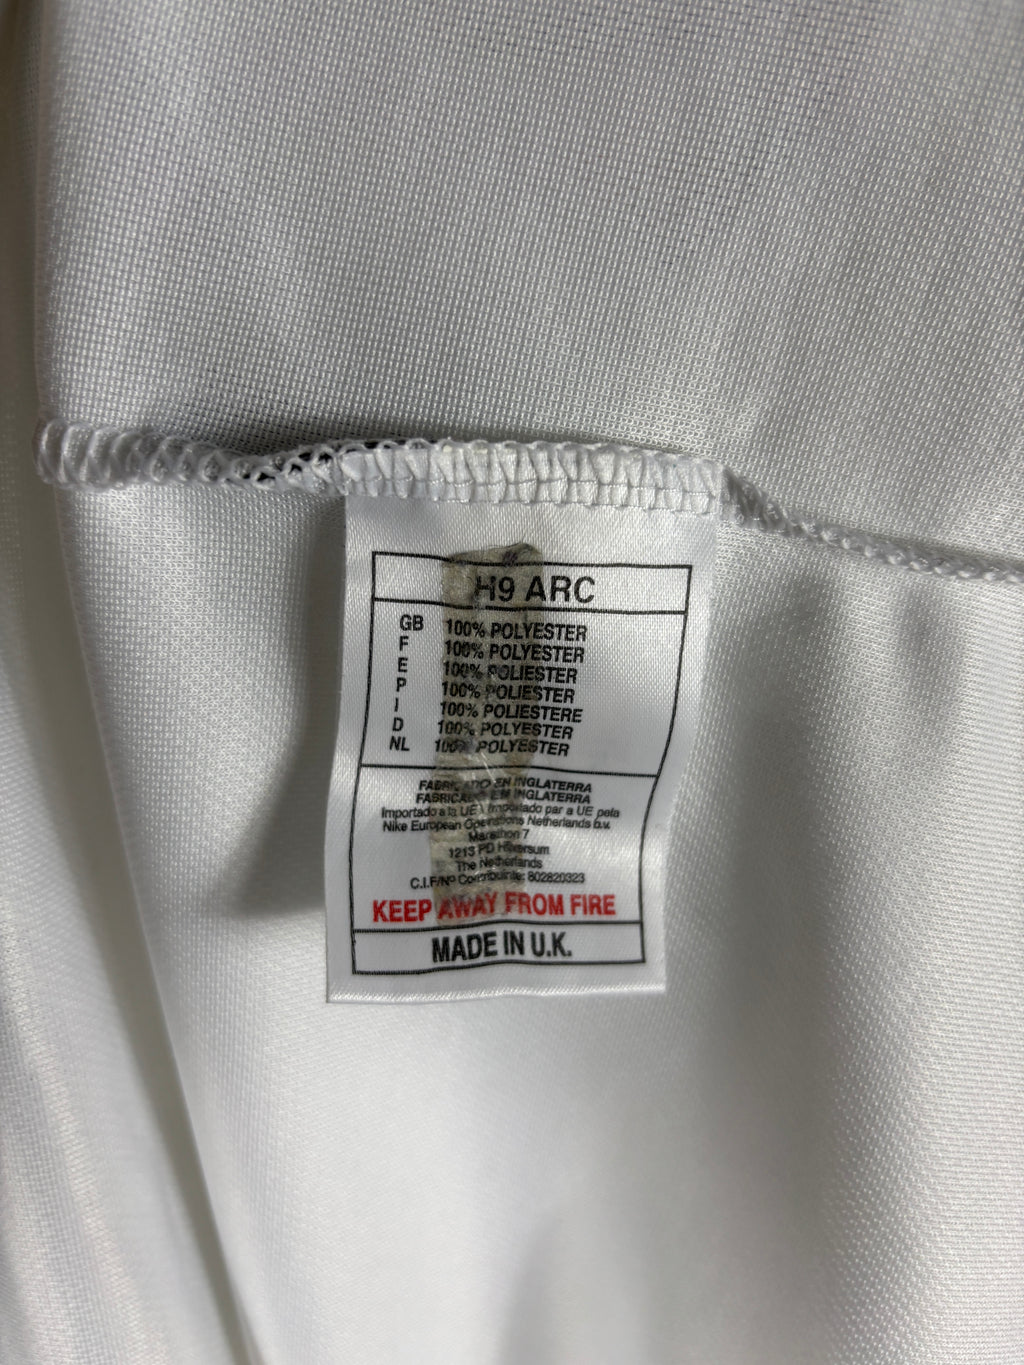 H9 ARC
GB 100% POLYESTER
F 100% POLYESTER
E 100% POLIESTER
P 100% POLIESTER
I 100% POLIESTERE
D 100% POLYESTER
NL 100% POLYESTER
FABRICADO EN INGLATERRA
FABRICADO EM INGLATERRA
Importado a la UE \ Importado par a UE pela
Nike European Operations Netherlands b.v.
Marathon 7
1213 PD Hilversum
The Netherlands
C.I.F/Nº Contribuinte: 802820323
KEEP AWAY FROM FIRE
MADE IN U.K.